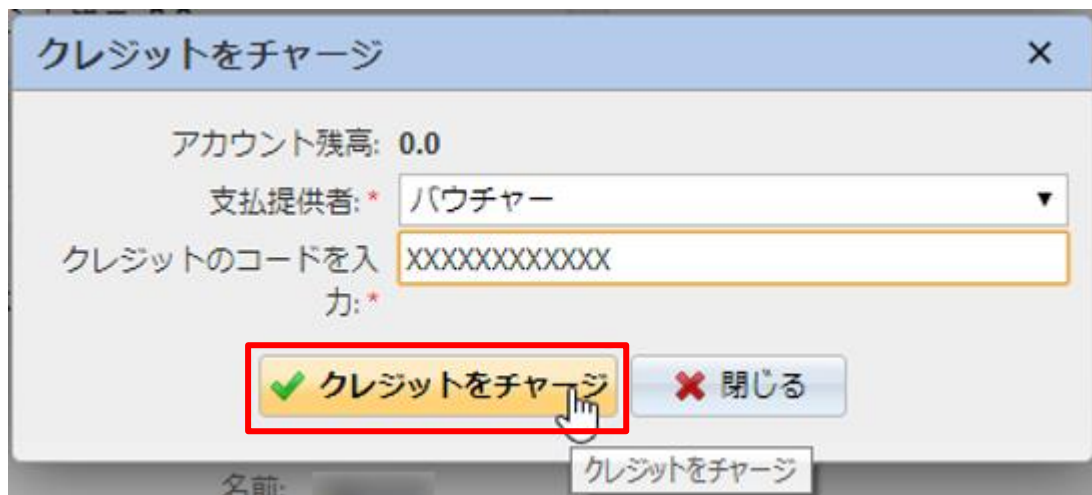 クレジットをチャージ
アカウント残高: 0.0
支払提供者:* バウチャー
クレジットのコードを入 XXXXXXXXXXXX
力:*
クレジットをチャージ 閉じる
クレジットをチャージ
名前: